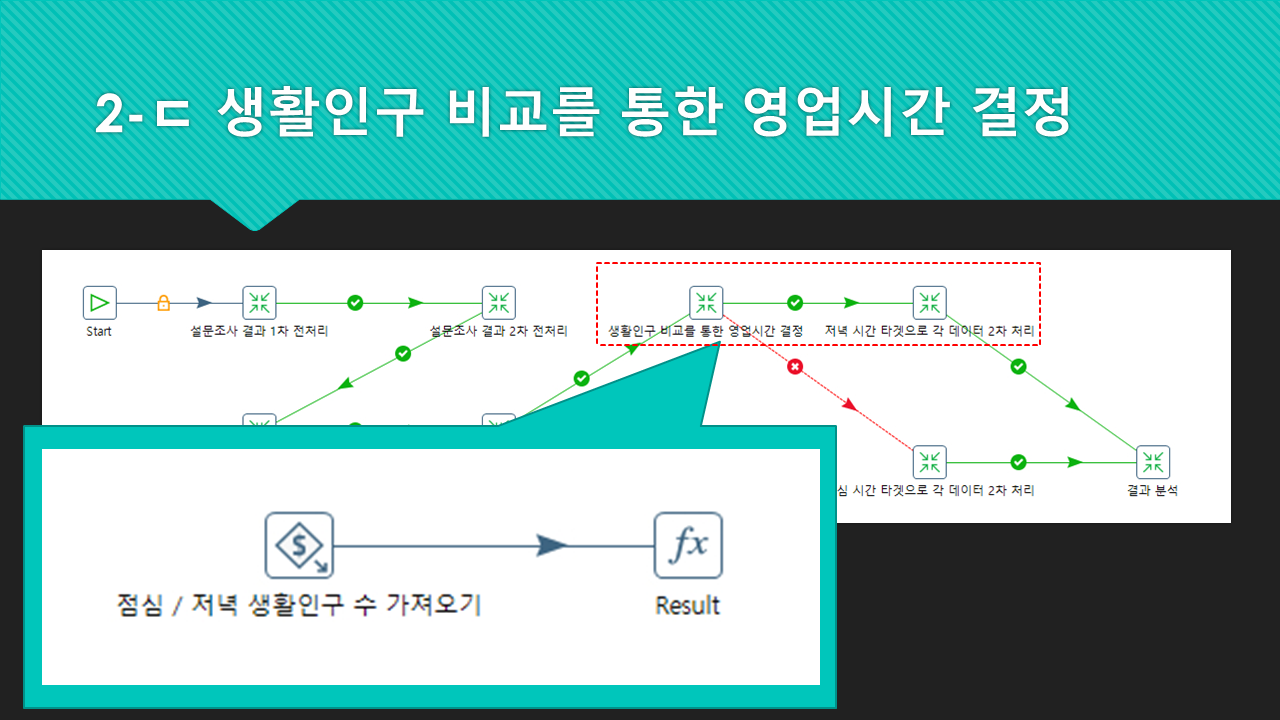 2-ㄷ 생활인구 비교를 통한 영업시간 결정
Start
설문조사 결과 1차 전처리
설문조사 결과 2차 전처리
생활인구 비교를 통한 영업시간 결정
저녁 시간 타겟으로 각 데이터 2차 처리
심 시간 타겟으로 각 데이터 2차 처리
결과 분석
점심 / 저녁 생활인구 수 가져오기
Result